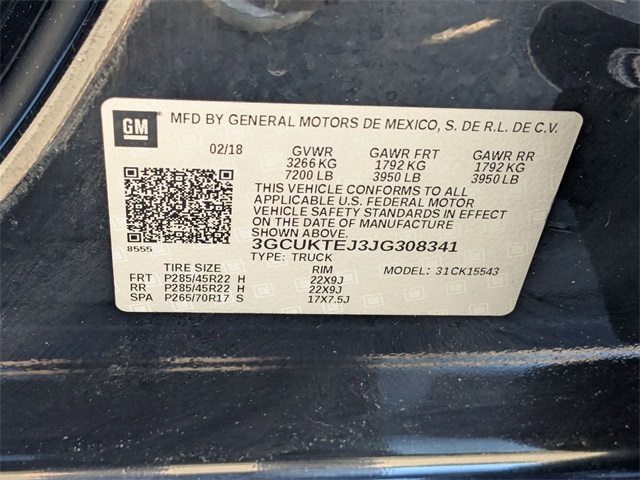 GM MFD BY GENERAL MOTORS DE MEXICO, S. DE R.L. DE C.V.
02/18 GVWR GAWR FRT GAWR RR
3266 KG 1792 KG 1792 KG
7200 LB 3950 LB 3950 LB
THIS VEHICLE CONFORMS TO ALL
APPLICABLE U.S. FEDERAL MOTOR
VEHICLE SAFETY STANDARDS IN EFFECT
ON THE DATE OF MANUFACTURE
SHOWN ABOVE.
8555 3GCUKTEJ3JG308341
TYPE: TRUCK
TIRE SIZE RIM MODEL: 31CK15543
FRT P285/45R22 H 22X9J
RR P285/45R22 H 22X9J
SPA P265/70R17 S 17X7.5J